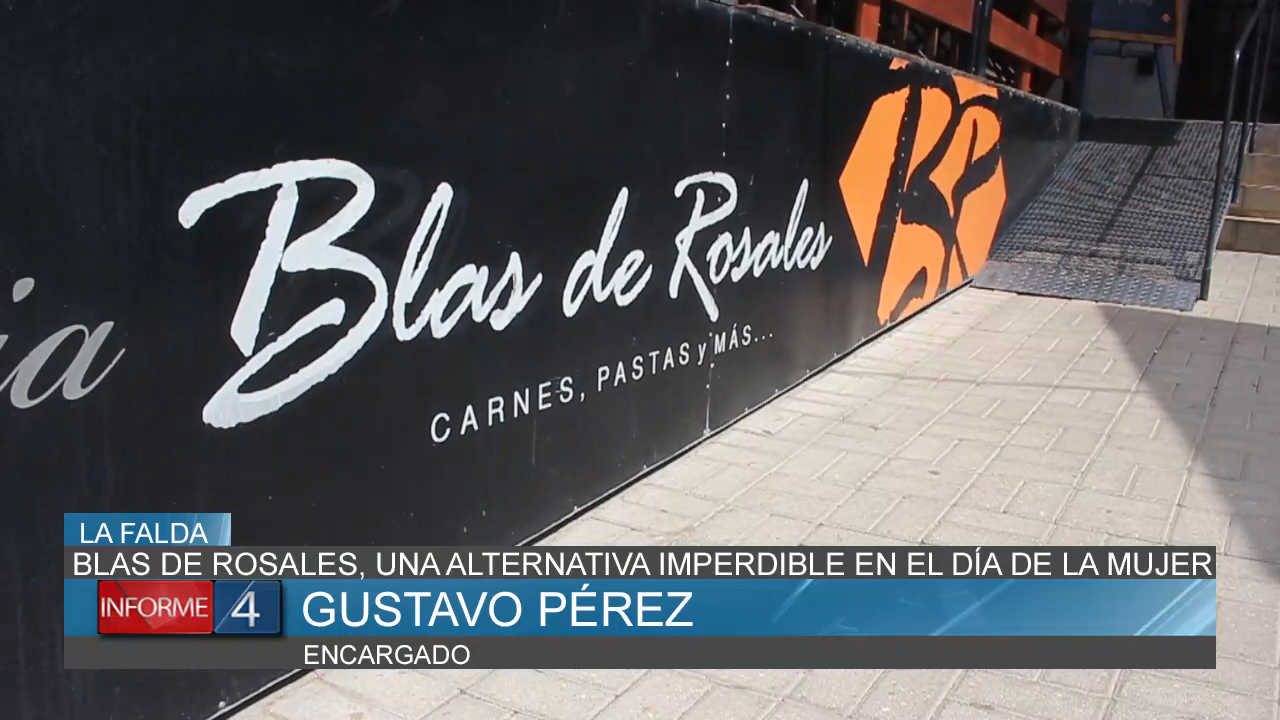 Blas de Rosales
CARNES, PASTAS y MÁS...
LA FALDA
BLAS DE ROSALES, UNA ALTERNATIVA IMPERDIBLE EN EL DÍA DE LA MUJER
INFORME 4
GUSTAVO PÉREZ
ENCARGADO